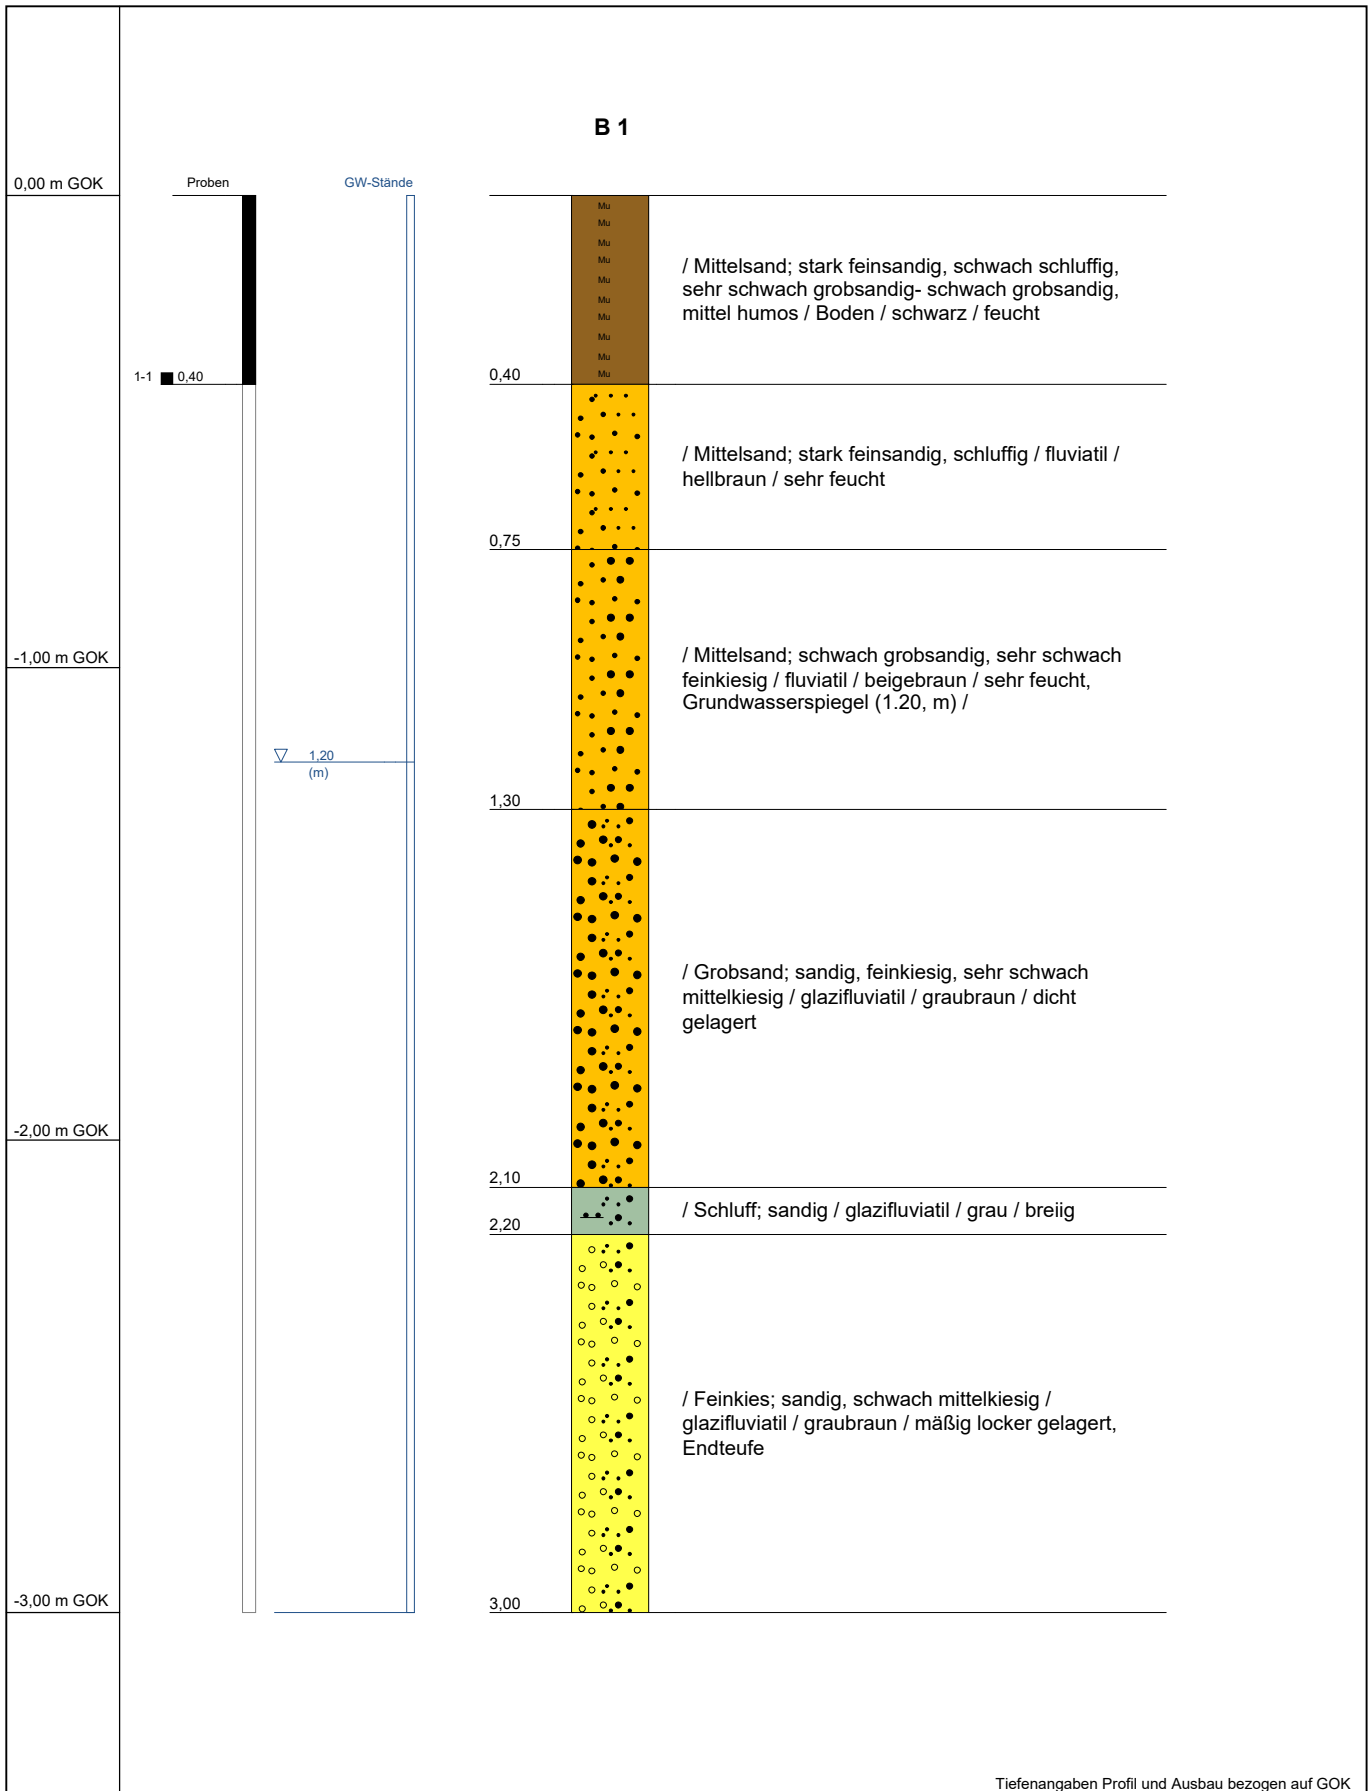 B 1
0,00 m GOK
Proben
GW-Stände
Mu
Mu
Mu
Mu
Mu
Mu
Mu
Mu
Mu
Mu
/ Mittelsand; stark feinsandig, schwach schluffig,
sehr schwach grobsandig- schwach grobsandig,
mittel humos / Boden / schwarz / feucht
1-1 0,40
0,40
/ Mittelsand; stark feinsandig, schluffig / fluviatil /
hellbraun / sehr feucht
0,75
-1,00 m GOK
/ Mittelsand; schwach grobsandig, sehr schwach
feinkiesig / fluviatil / beigebraun / sehr feucht,
Grundwasserspiegel (1.20, m) /
1,20
(m)
1,30
/ Grobsand; sandig, feinkiesig, sehr schwach
mittelkiesig / glazifluviatil / graubraun / dicht
gelagert
-2,00 m GOK
2,10
/ Schluff; sandig / glazifluviatil / grau / breiig
2,20
/ Feinkies; sandig, schwach mittelkiesig /
glazifluviatil / graubraun / mäßig locker gelagert,
Endteufe
-3,00 m GOK
3,00
Tiefenangaben Profil und Ausbau bezogen auf GOK